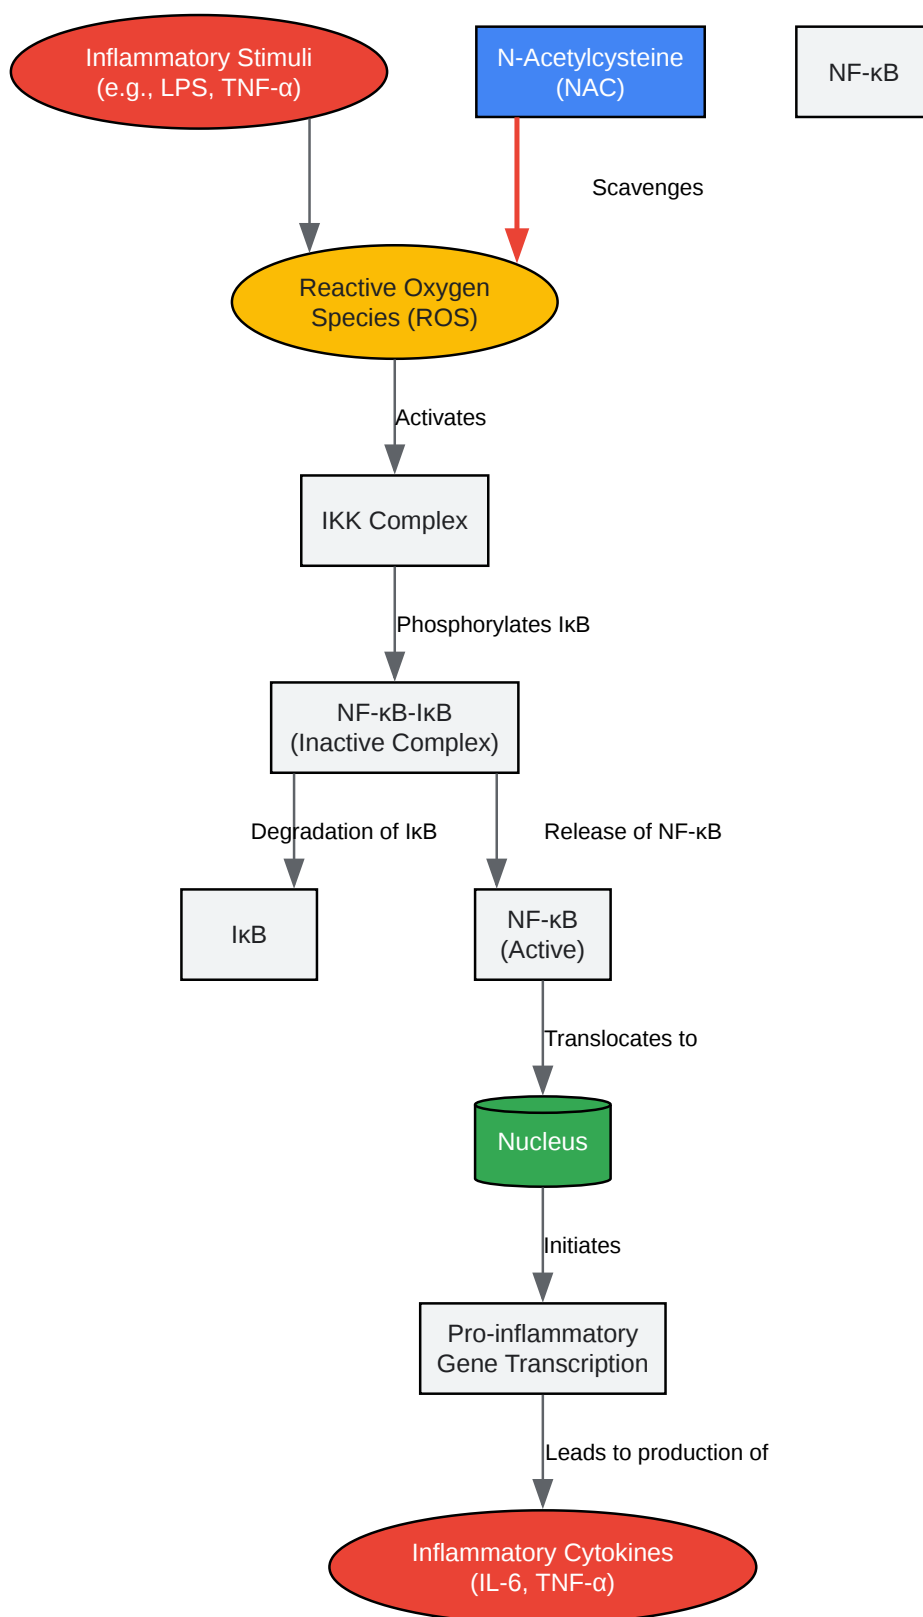 Inflammatory Stimuli
(e.g., LPS, TNF-α)
N-Acetylcysteine
(NAC)
NF-κB
Scavenges
Reactive Oxygen
Species (ROS)
Activates
IKK Complex
Phosphorylates IκB
NF-κB-IκB
(Inactive Complex)
Degradation of IκB
Release of NF-κB
IκB
NF-κB
(Active)
Translocates to
Nucleus
Initiates
Pro-inflammatory
Gene Transcription
Leads to production of
Inflammatory Cytokines
(IL-6, TNF-α)